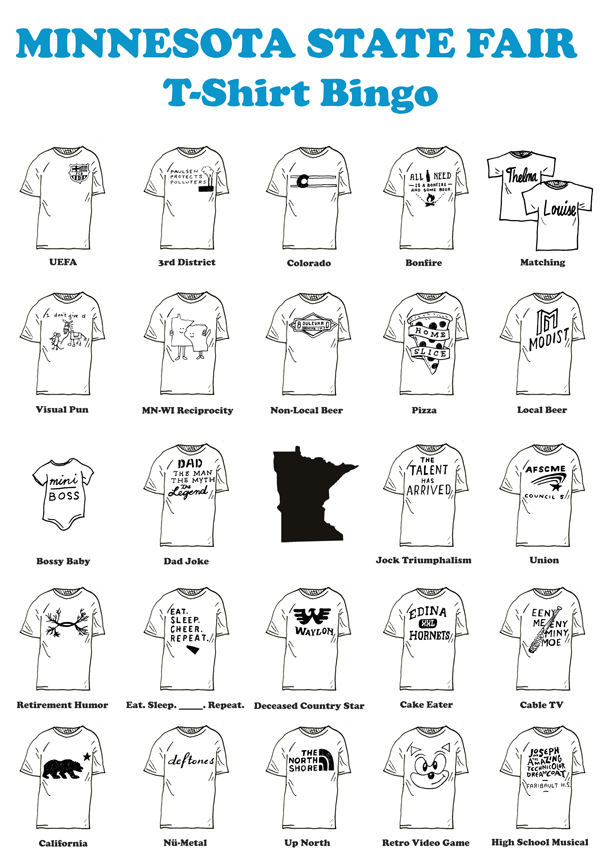 MINNESOTA STATE FAIR
T-Shirt Bingo
PAULSEN
PROTECTS
POLLUTERS
ALL I NEED
IS A BONFIRE
AND SOME BEER
Thelma
Louise
UEFA
3rd District
Colorado
Bonfire
Matching
I don't give a
BOULEVARD
HOME
SLICE
MODIST
Visual Pun
MN-WI Reciprocity
Non-Local Beer
Pizza
Local Beer
mini
BOSS
DAD
THE MAN
THE MYTH
The
Legend
THE
TALENT
HAS
ARRIVED
AFSCME
COUNCIL 5
Bossy Baby
Dad Joke
Jock Triumphalism
Union
EAT.
SLEEP.
CHEER.
REPEAT.
WAYLON
EDINA
XXL
HORNETS
EENY
MEENY
MINY
MOE
Retirement Humor
Eat. Sleep. ____. Repeat.
Deceased Country Star
Cake Eater
Cable TV
deftones
THE
NORTH
SHORE
JOSEPH
AND THE
AMAZING
TECHNICOLOR
DREAMCOAT
FARIBAULT H.S.
California
Nü-Metal
Up North
Retro Video Game
High School Musical